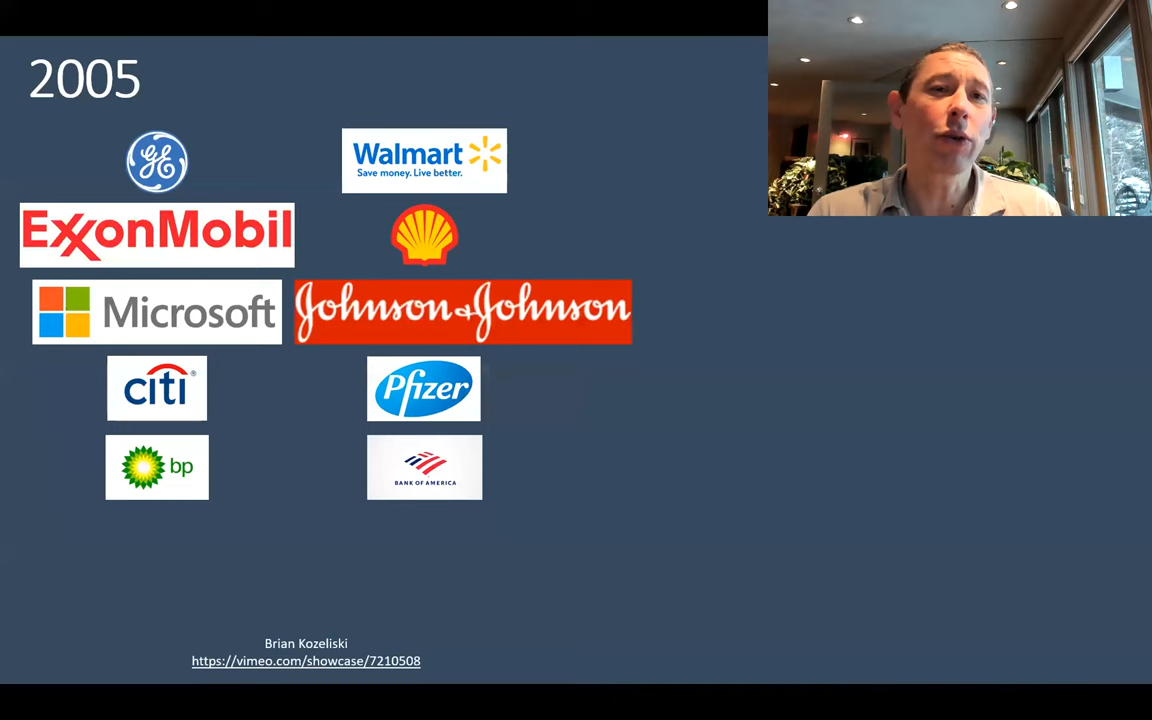 2005
GE
Walmart
Save money. Live better.
ExxonMobil
Microsoft
Johnson & Johnson
citi®
Pfizer
bp
BANK OF AMERICA
Brian Kozeliski
https://vimeo.com/showcase/7210508